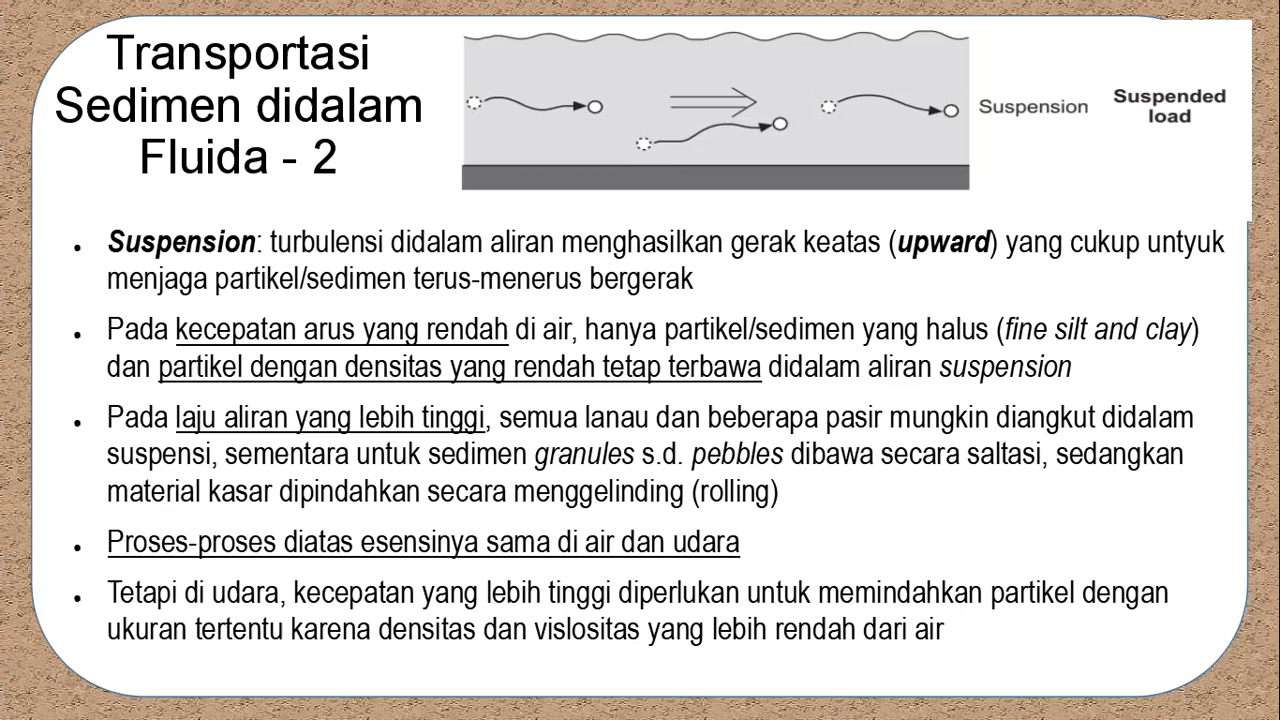 Transportasi
Sedimen didalam
Fluida - 2
Suspension
Suspended
load
Suspension: turbulensi didalam aliran menghasilkan gerak keatas (upward) yang cukup untyuk
menjaga partikel/sedimen terus-menerus bergerak
Pada kecepatan arus yang rendah di air, hanya partikel/sedimen yang halus (fine silt and clay)
dan partikel dengan densitas yang rendah tetap terbawa didalam aliran suspension
Pada laju aliran yang lebih tinggi, semua lanau dan beberapa pasir mungkin diangkut didalam
suspensi, sementara untuk sedimen granules s.d. pebbles dibawa secara saltasi, sedangkan
material kasar dipindahkan secara menggelinding (rolling)
Proses-proses diatas esensinya sama di air dan udara
Tetapi di udara, kecepatan yang lebih tinggi diperlukan untuk memindahkan partikel dengan
ukuran tertentu karena densitas dan vislositas yang lebih rendah dari air